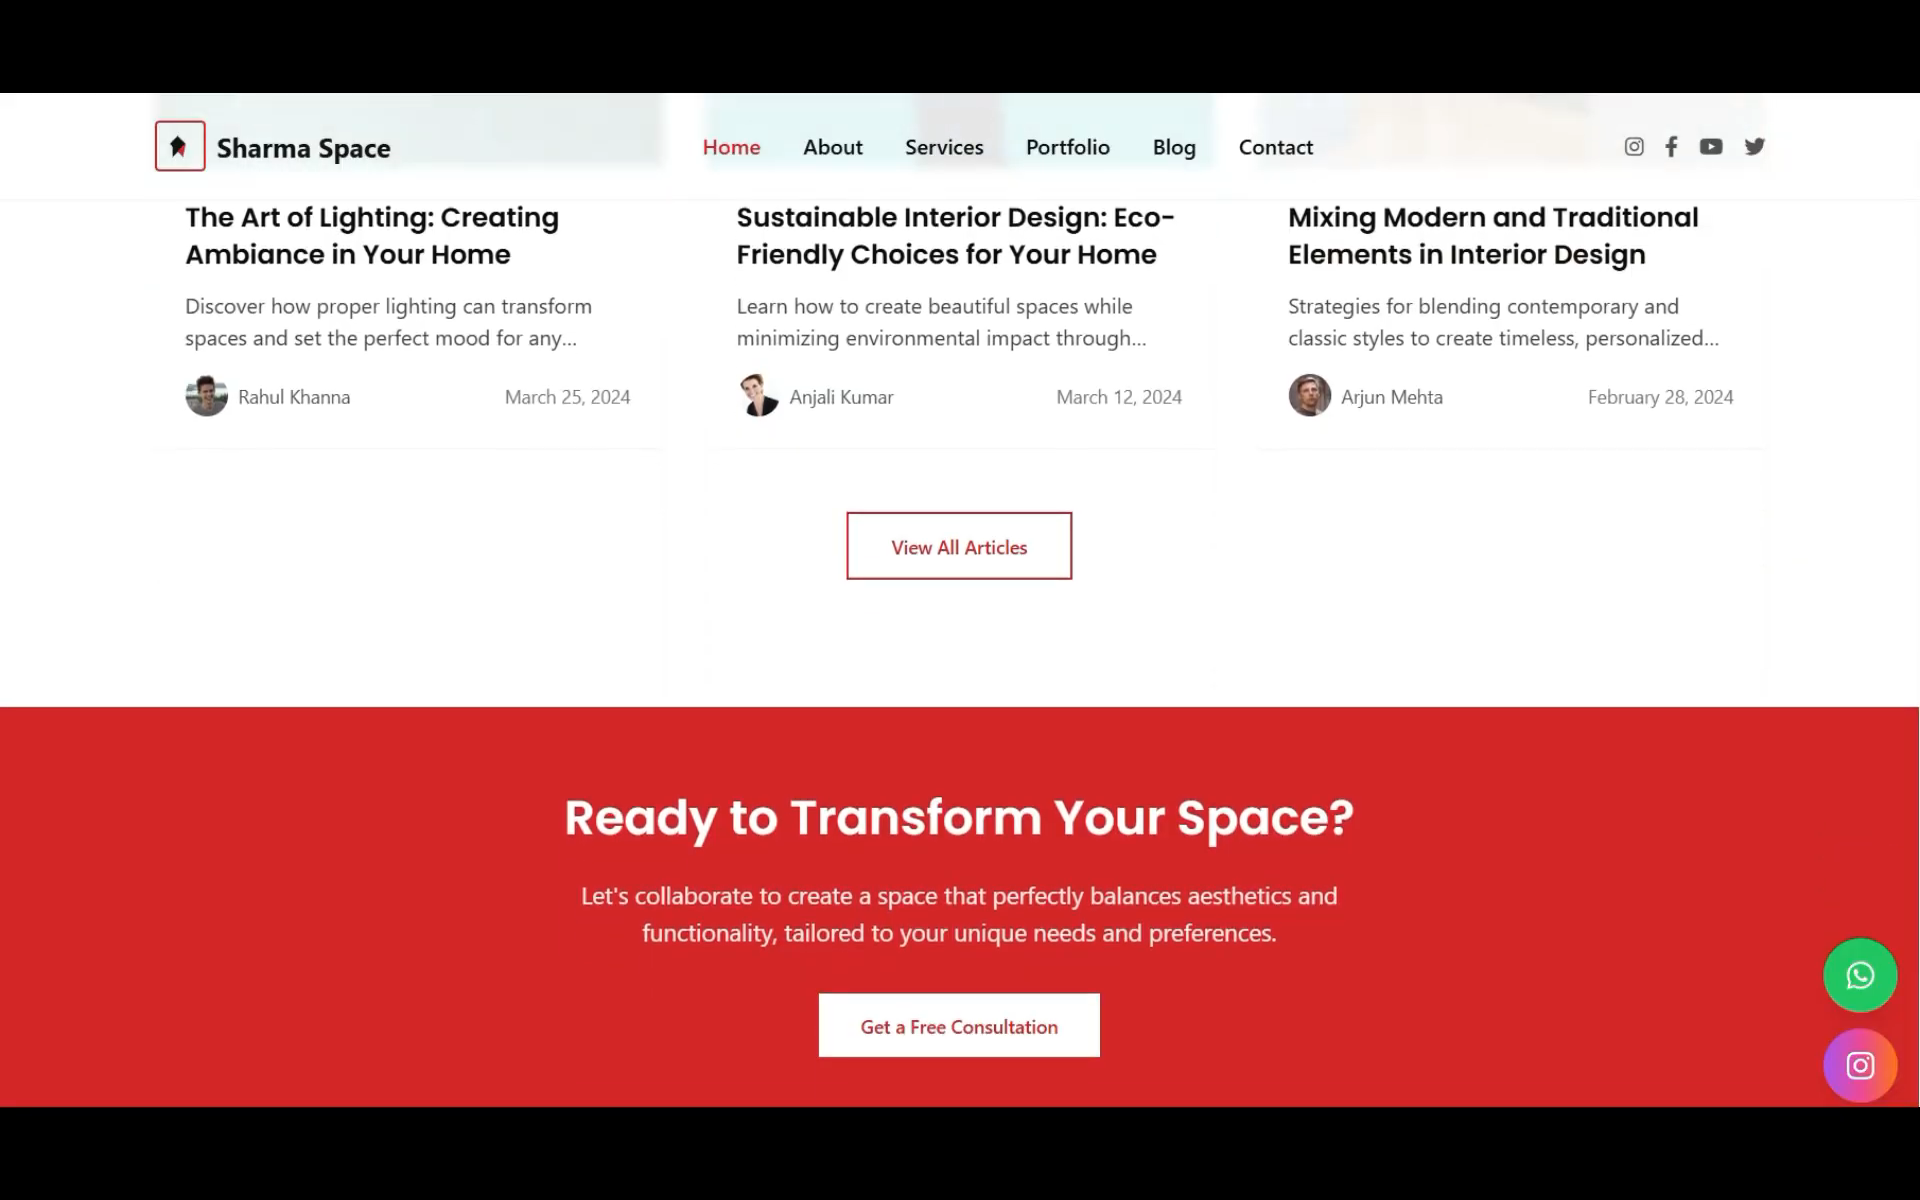 Sharma Space
Home
About
Services
Portfolio
Blog
Contact
The Art of Lighting: Creating
Ambiance in Your Home
Discover how proper lighting can transform
spaces and set the perfect mood for any...
Rahul Khanna
March 25, 2024
Sustainable Interior Design: Eco-
Friendly Choices for Your Home
Learn how to create beautiful spaces while
minimizing environmental impact through...
Anjali Kumar
March 12, 2024
Mixing Modern and Traditional
Elements in Interior Design
Strategies for blending contemporary and
classic styles to create timeless, personalized...
Arjun Mehta
February 28, 2024
View All Articles
Ready to Transform Your Space?
Let's collaborate to create a space that perfectly balances aesthetics and
functionality, tailored to your unique needs and preferences.
Get a Free Consultation